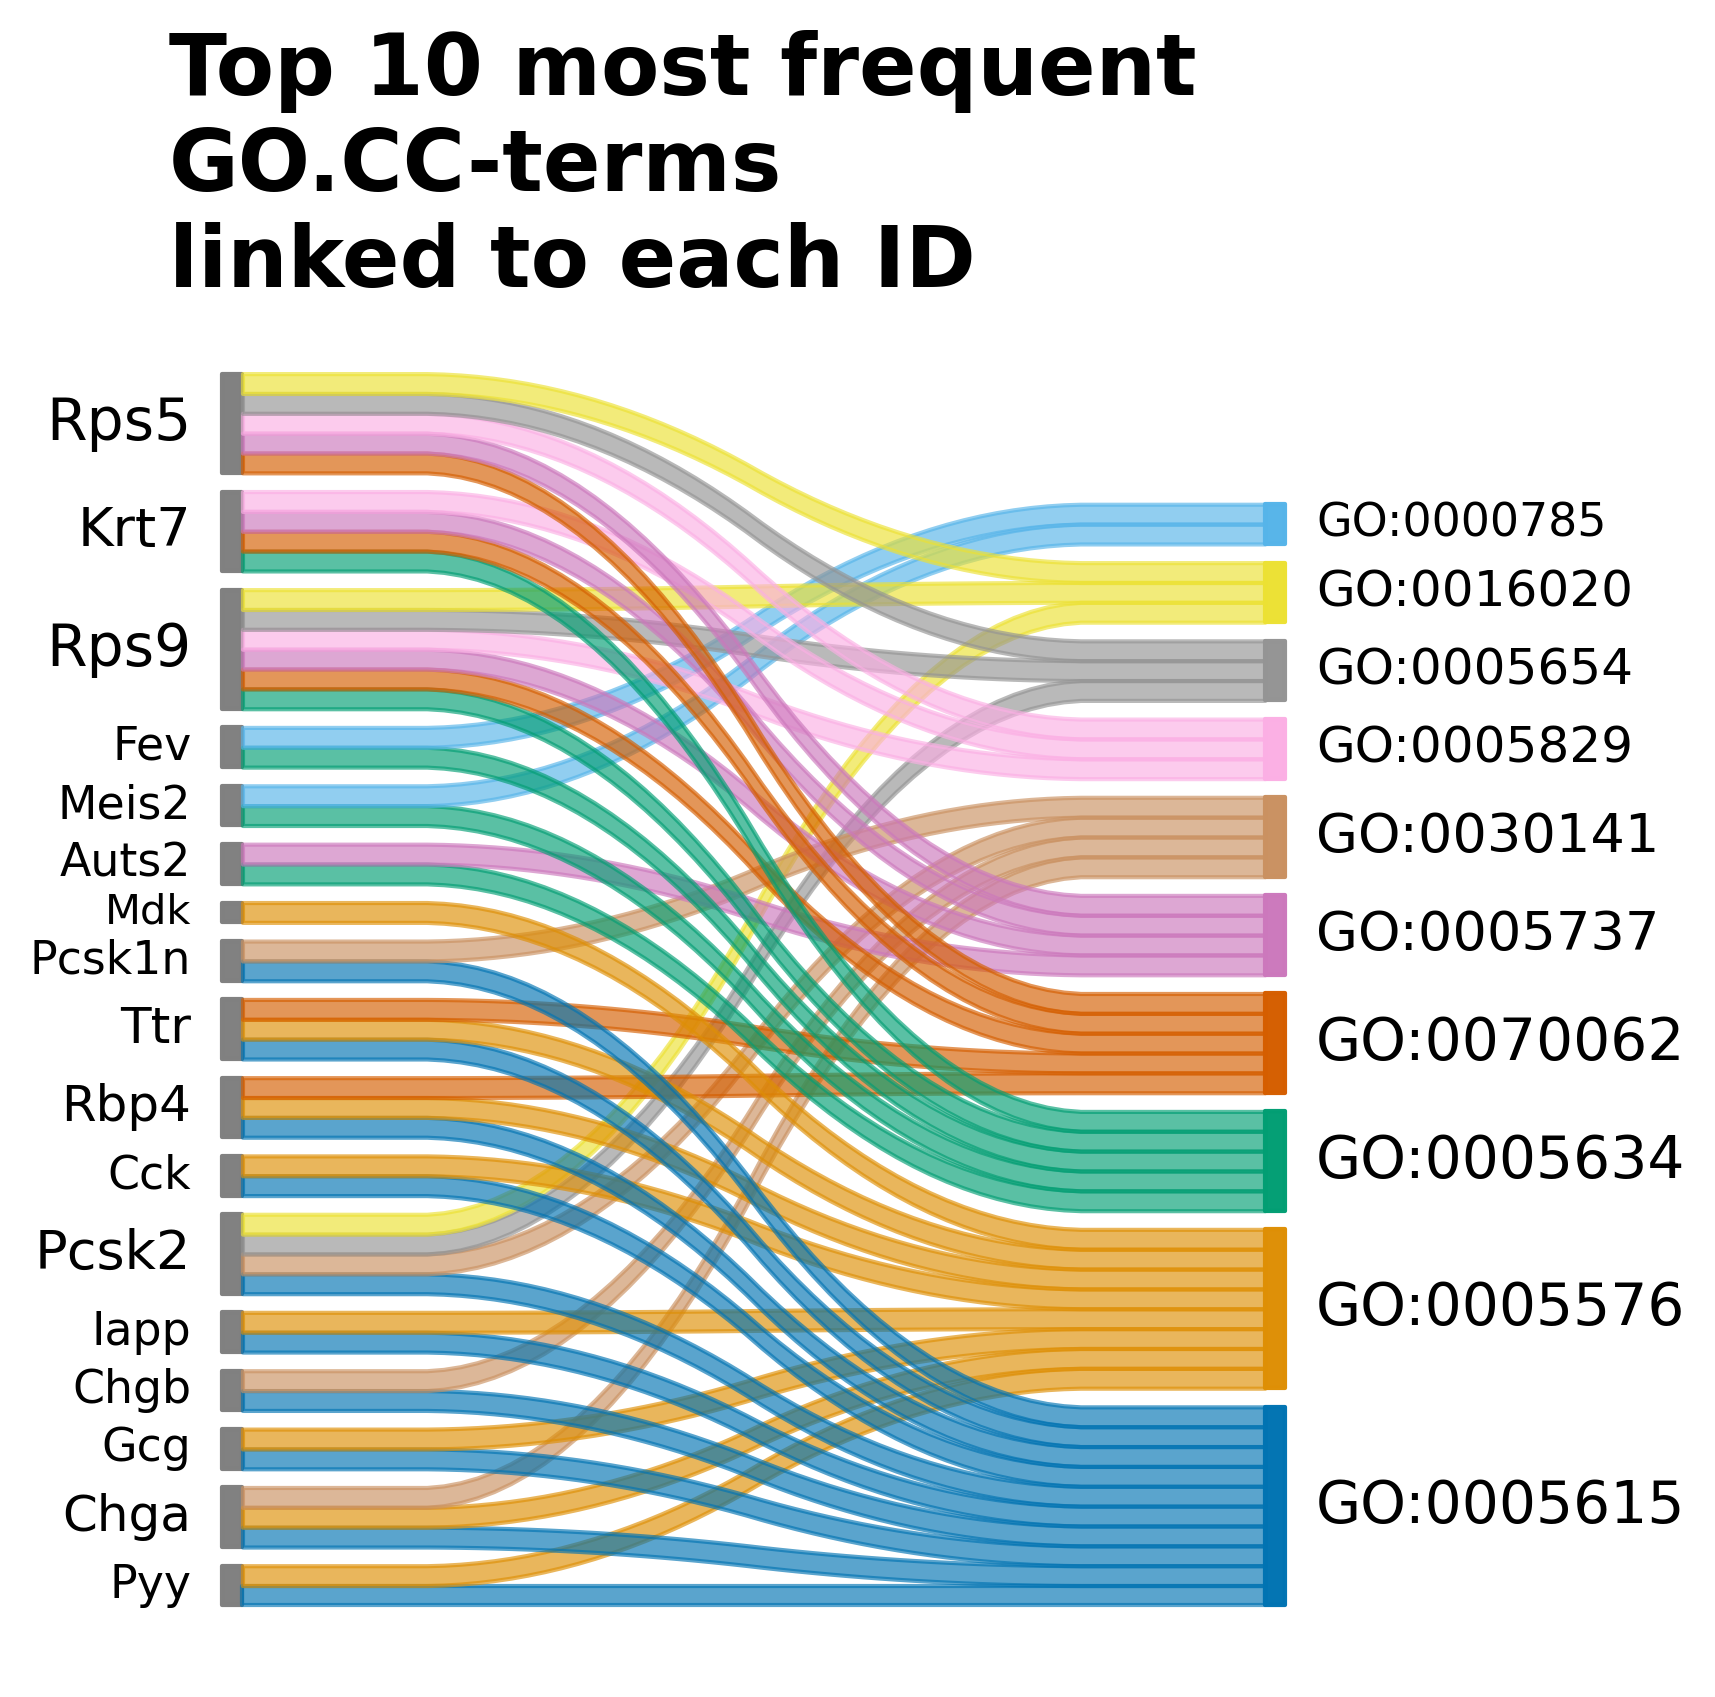 Top 10 most frequent
GO.CC-terms
linked to each ID
Rps5
Krt7
Rps9
Fev
Meis2
Auts2
Mdk
Pcsk1n
Ttr
Rbp4
Cck
Pcsk2
Iapp
Chgb
Gcg
Chga
Pyy
GO:0000785
GO:0016020
GO:0005654
GO:0005829
GO:0030141
GO:0005737
GO:0070062
GO:0005634
GO:0005576
GO:0005615